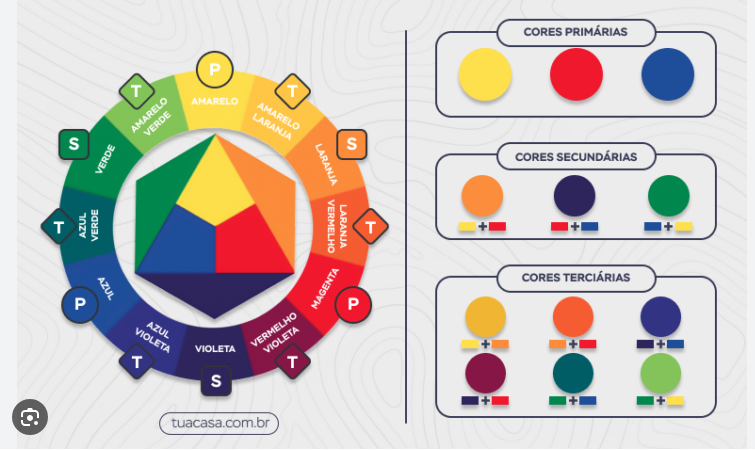 P
AMARELO
T
AMARELO
LARANJA
S
LARANJA
T
LARANJA
VERMELHO
P
MAGENTA
T
VERMELHO
VIOLETA
S
VIOLETA
T
AZUL
VIOLETA
P
AZUL
T
AZUL
VERDE
S
VERDE
T
AMARELO
VERDE
tuacasa.com.br
CORES PRIMÁRIAS
CORES SECUNDÁRIAS
+ + +
CORES TERCIÁRIAS
+ + +
+ + +